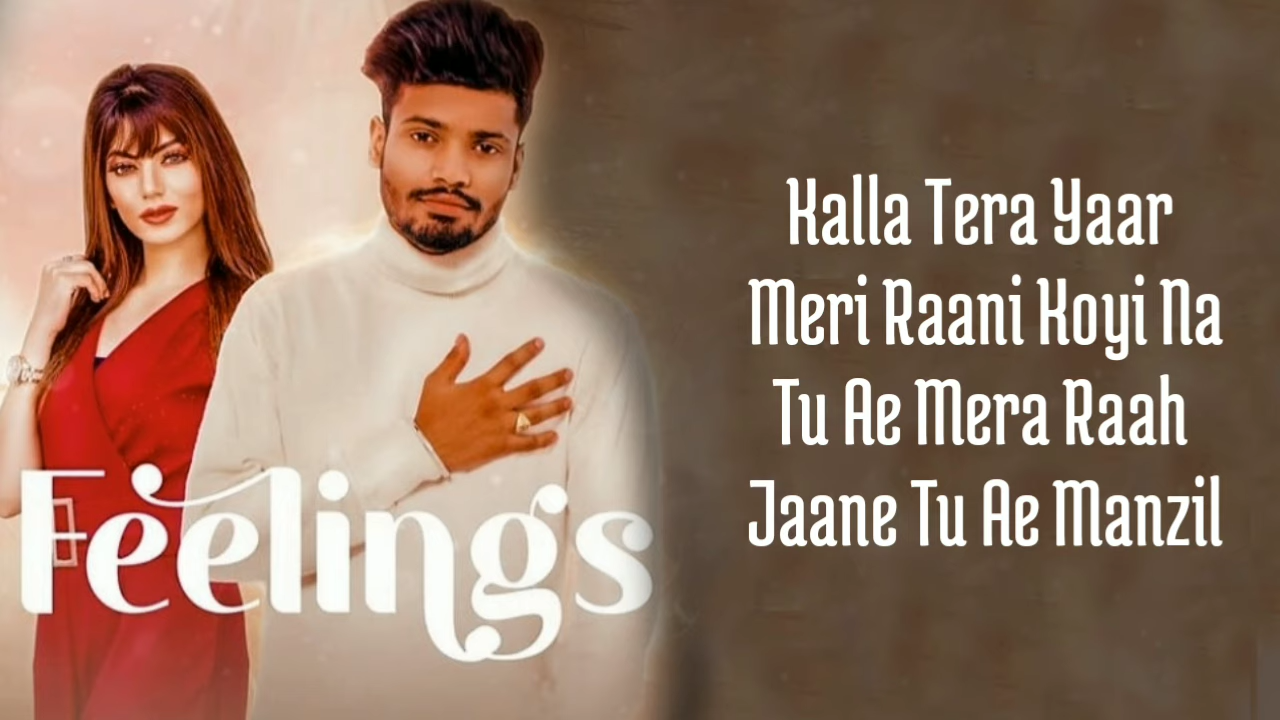 Feelings
Kalla Tera Yaar
Meri Raani Koyi Na
Tu Ae Mera Raah
Jaane Tu Ae Manzil